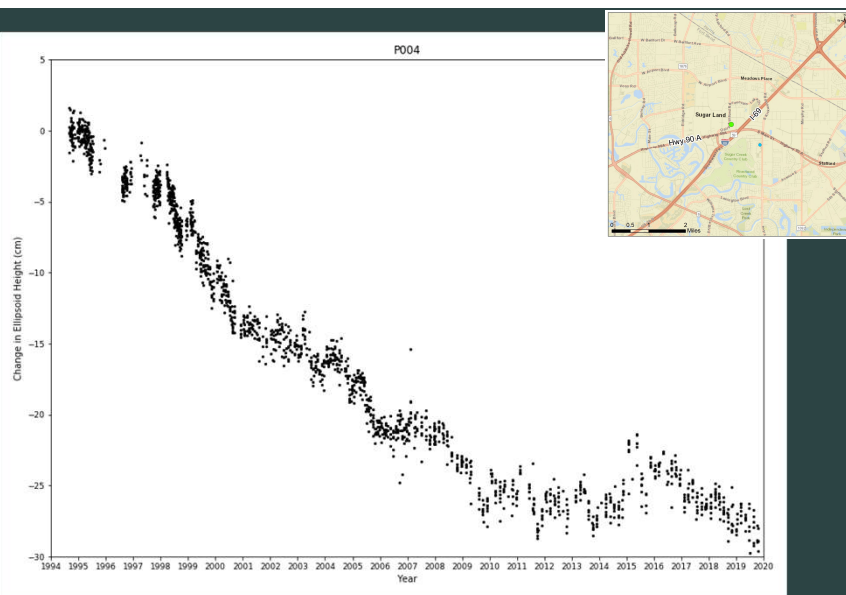 P004
5
0
−5
−10
−15
−20
−25
−30
Change in Ellipsoid Height (cm)
1994 1995 1996 1997 1998 1999 2000 2001 2002 2003 2004 2005 2006 2007 2008 2009 2010 2011 2012 2013 2014 2015 2016 2017 2018 2019 2020
Year
Meadows Place
Sugar Land
I-69
Hwy 90 A
Stafford
0 0.5 1 2
Miles